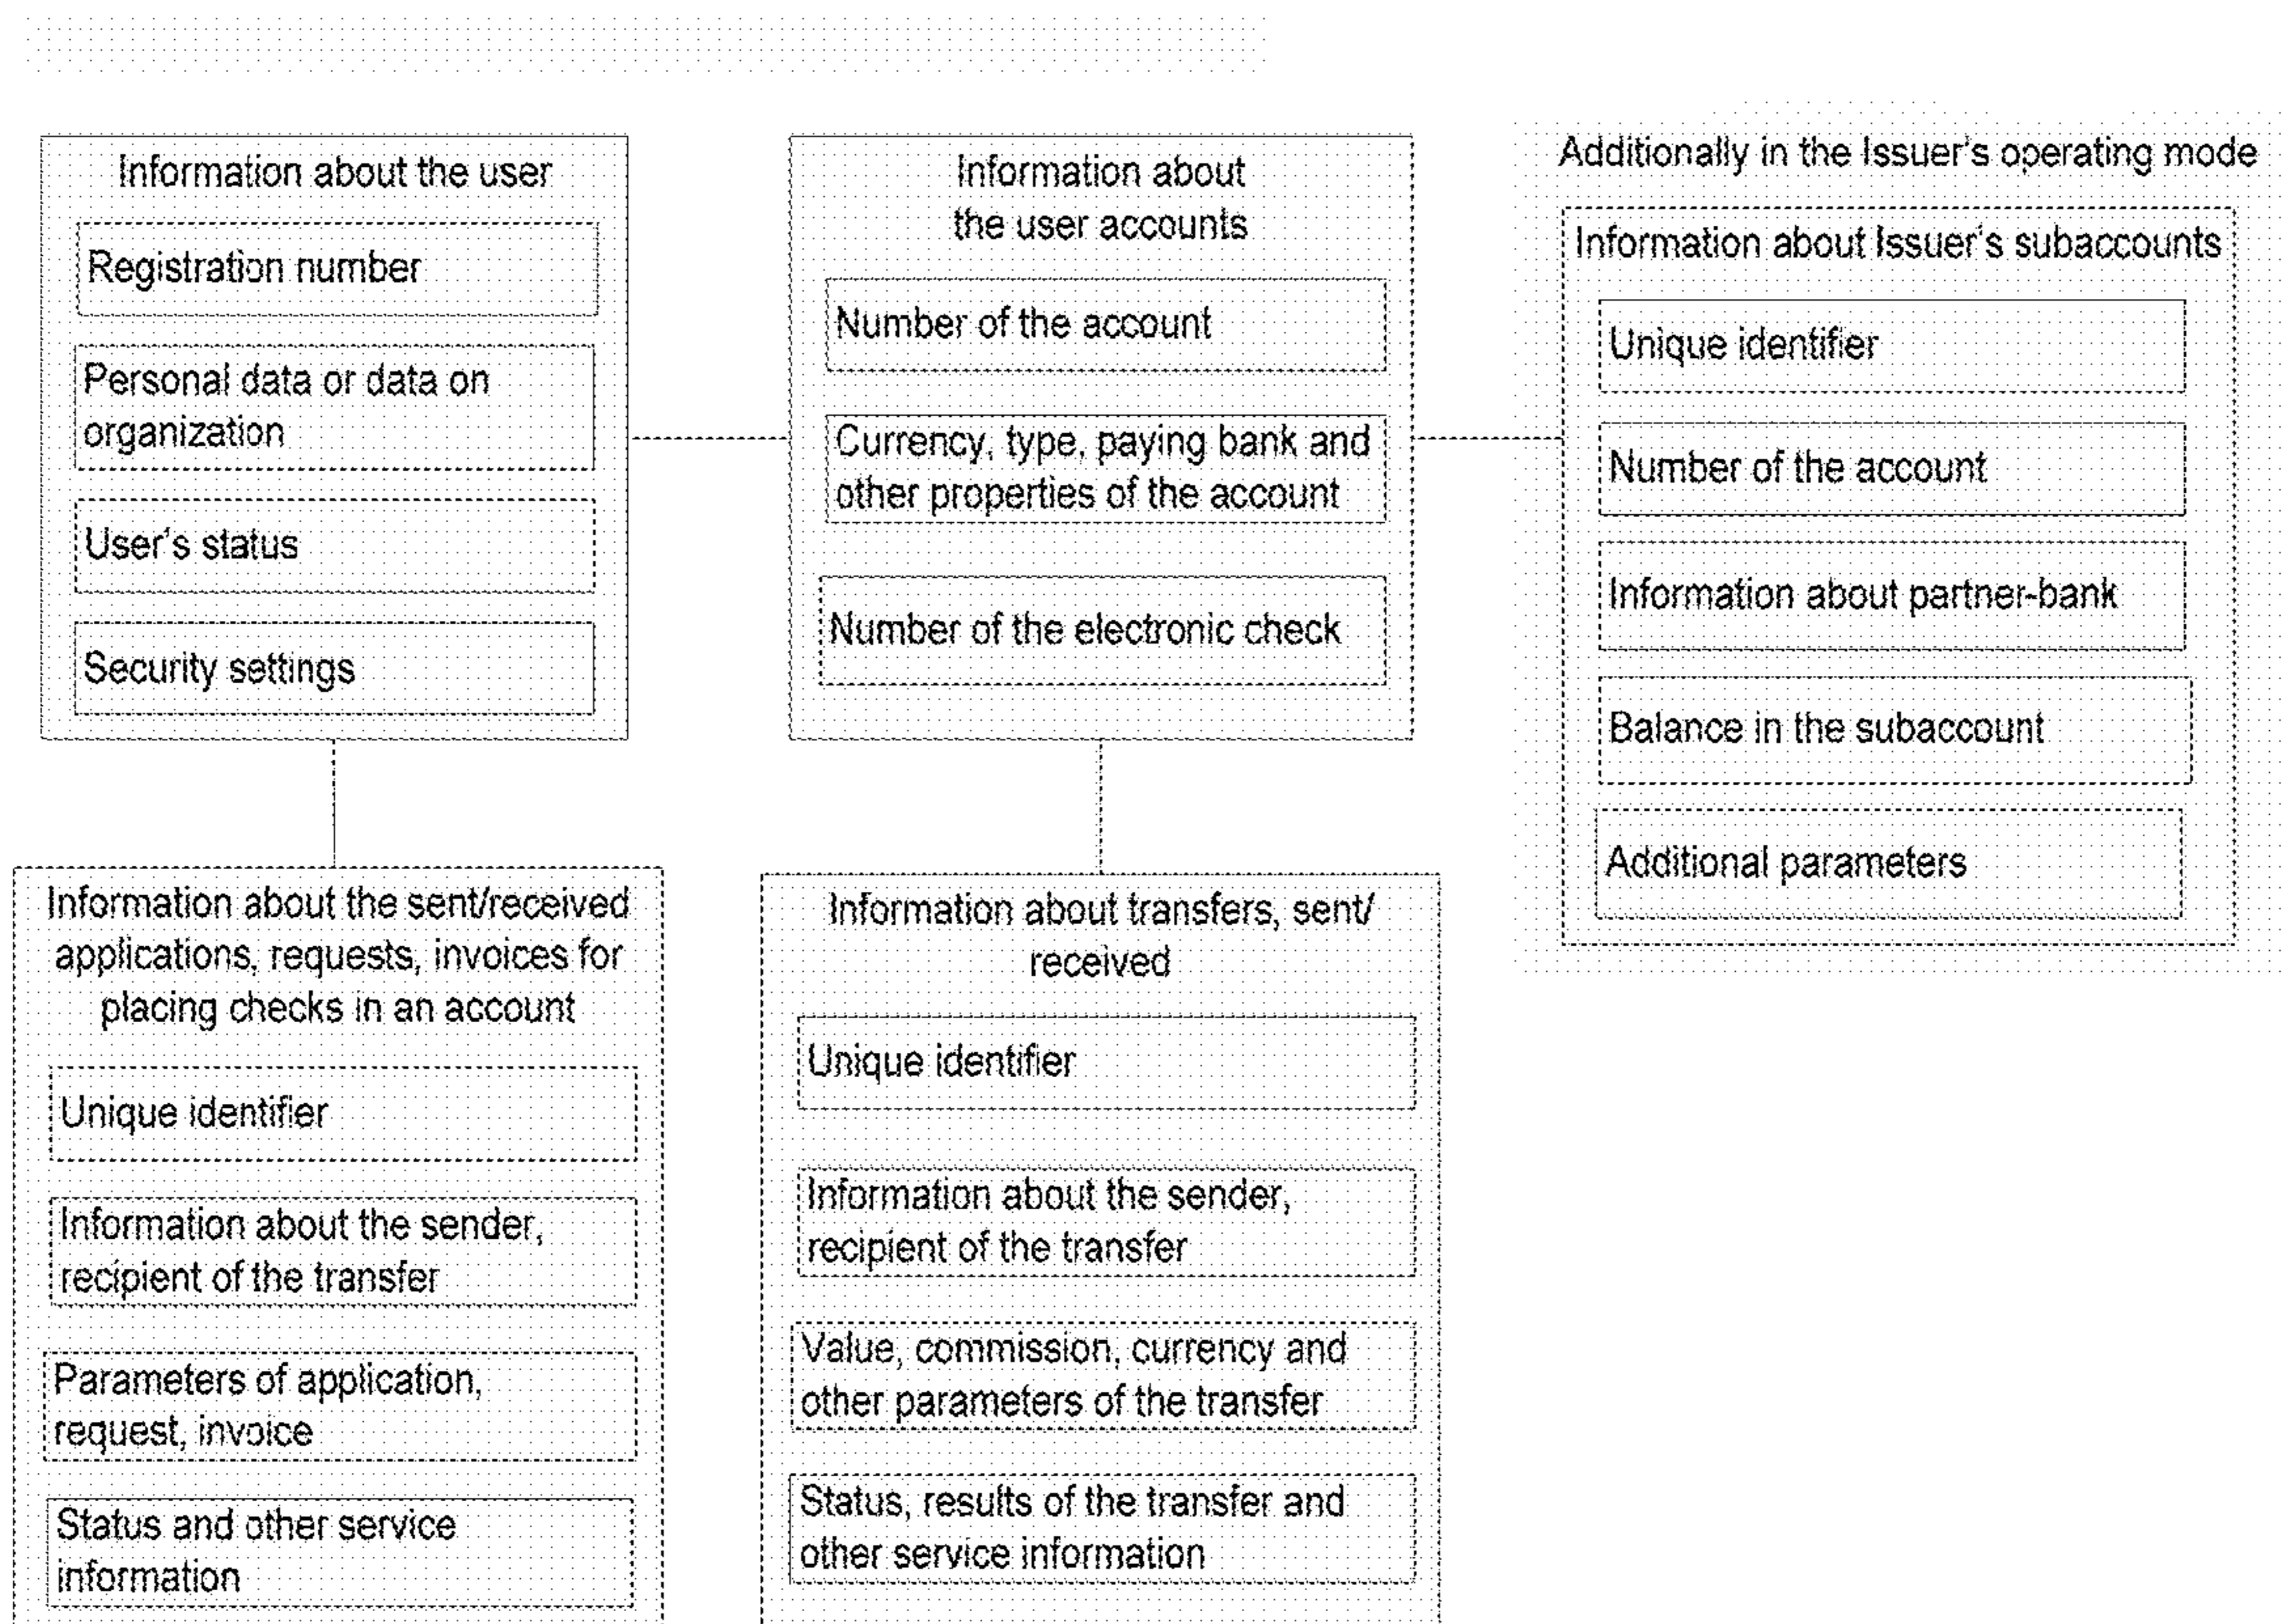 Information about the user
Registration number
Personal data or data on
organization
User's status
Security settings
Information about
the user accounts
Number of the account
Currency, type, paying bank and
other properties of the account
Number of the electronic check
Additionally in the Issuer's operating mode
Information about Issuer's subaccounts
Unique identifier
Number of the account
Information about partner-bank
Balance in the subaccount
Additional parameters
Information about the sent/received
applications, requests, invoices for
placing checks in an account
Unique identifier
Information about the sender,
recipient of the transfer
Parameters of application,
request, invoice
Status and other service
information
Information about transfers, sent/
received
Unique identifier
Information about the sender,
recipient of the transfer
Value, commission, currency and
other parameters of the transfer
Status, results of the transfer and
other service information